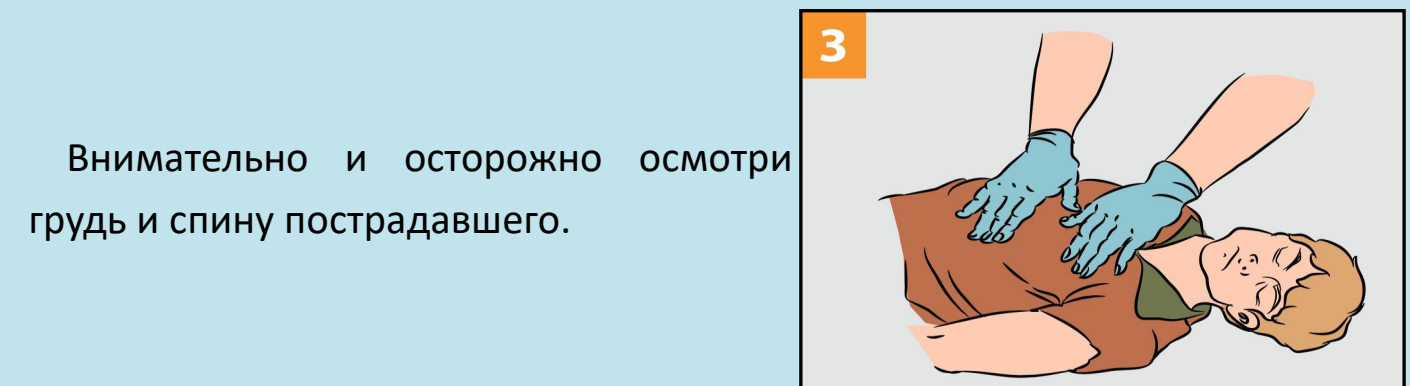 Внимательно и осторожно осмотри
грудь и спину пострадавшего.
3